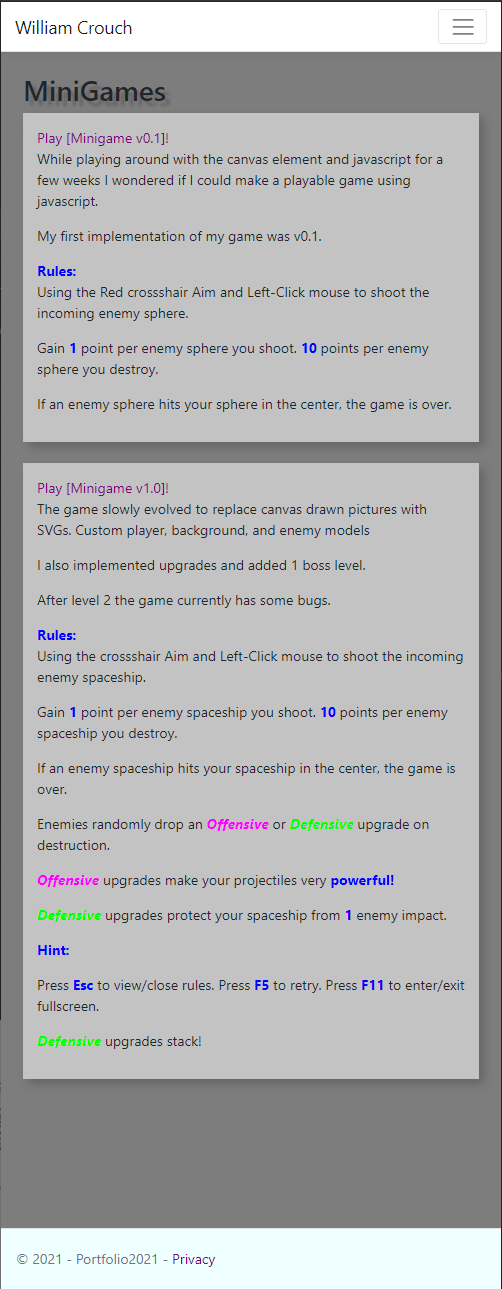 William Crouch
MiniGames
Play [Minigame v0.1]!
While playing around with the canvas element and javascript for a
few weeks I wondered if I could make a playable game using
javascript.
My first implementation of my game was v0.1.
Rules:
Using the Red crossshair Aim and Left-Click mouse to shoot the
incoming enemy sphere.
Gain 1 point per enemy sphere you shoot. 10 points per enemy
sphere you destroy.
If an enemy sphere hits your sphere in the center, the game is over.
Play [Minigame v1.0]!
The game slowly evolved to replace canvas drawn pictures with
SVGs. Custom player, background, and enemy models
I also implemented upgrades and added 1 boss level.
After level 2 the game currently has some bugs.
Rules:
Using the crossshair Aim and Left-Click mouse to shoot the incoming
enemy spaceship.
Gain 1 point per enemy spaceship you shoot. 10 points per enemy
spaceship you destroy.
If an enemy spaceship hits your spaceship in the center, the game is
over.
Enemies randomly drop an Offensive or Defensive upgrade on
destruction.
Offensive upgrades make your projectiles very powerful!
Defensive upgrades protect your spaceship from 1 enemy impact.
Hint:
Press Esc to view/close rules. Press F5 to retry. Press F11 to enter/exit
fullscreen.
Defensive upgrades stack!
© 2021 - Portfolio2021 - Privacy